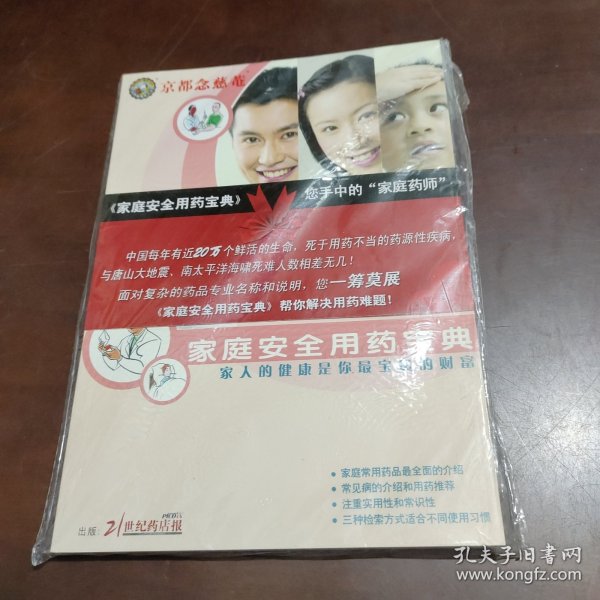 京都念慈菴
《家庭安全用药宝典》 您手中的“家庭药师”
中国每年有近20万个鲜活的生命，死于用药不当的药源性疾病，
与唐山大地震、南太平洋海啸死难人数相差无几！
面对复杂的药品专业名称和说明，您一筹莫展
《家庭安全用药宝典》帮你解决用药难题！
家庭安全用药宝典
家人的健康是你最宝贵的财富
• 家庭常用药品最全面的介绍
• 常见病的介绍和用药推荐
• 注重实用性和常识性
• 三种检索方式适合不同使用习惯
出版：21世纪药店报
孔夫子旧书网
www.kongfz.com